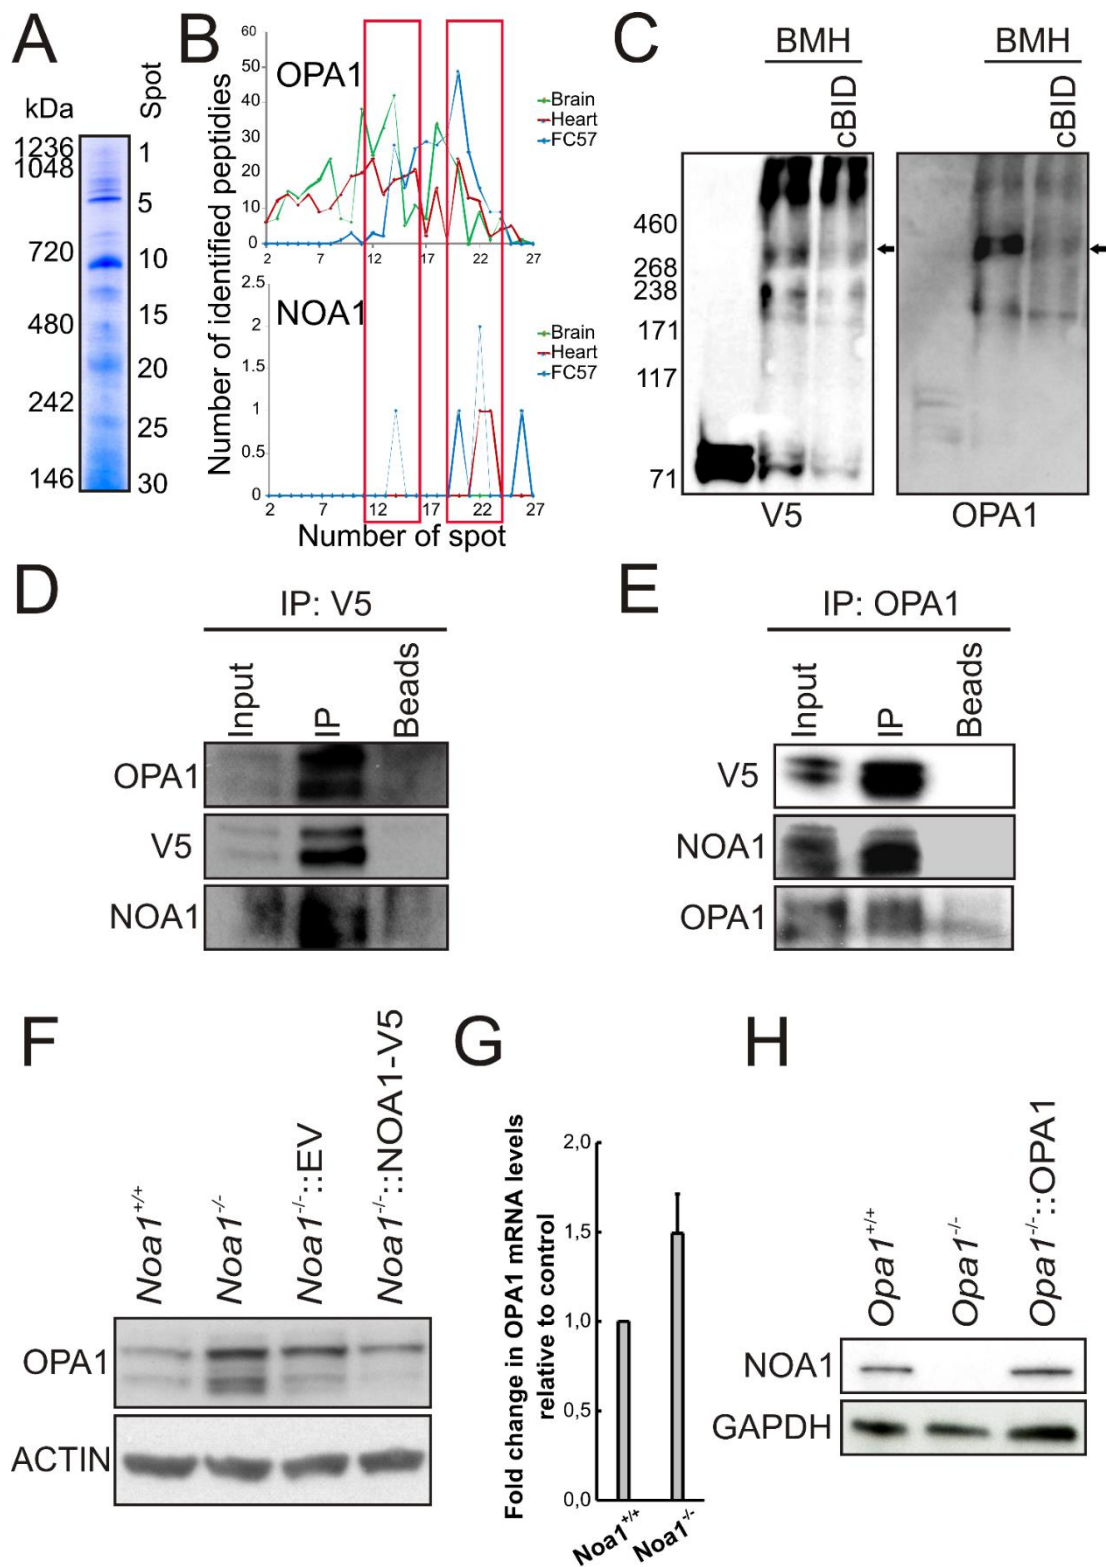 A
kDa
Spot
1236
1048
720
480
242
146
1
5
10
15
20
25
30
B
Number of identified peptidies
60
50
40
30
20
10
0
OPA1
Brain
Heart
FC57
2 7 12 17 22 27
2.5
2
1.5
1
0.5
0
NOA1
Brain
Heart
FC57
2 7 12 17 22 27
Number of spot
C
BMH
cBID
BMH
cBID
460
268
238
171
117
71
V5
OPA1
D
IP: V5
Input IP Beads
OPA1
V5
NOA1
E
IP: OPA1
Input IP Beads
V5
NOA1
OPA1
F
Noa1+/+
Noa1-/-
Noa1-/-::EV
Noa1-/-::NOA1-V5
OPA1
ACTIN
G
Fold change in OPA1 mRNA levels
relative to control
2,0
1,5
1,0
0,5
0,0
Noa1+/+
Noa1-/-
H
Opa1+/+
Opa1-/-
Opa1-/-::OPA1
NOA1
GAPDH